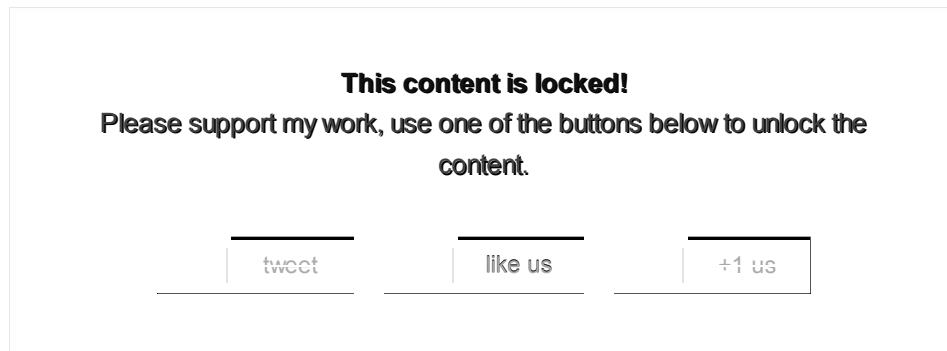 This content is locked!
Please support my work, use one of the buttons below to unlock the
content.
tweet like us +1 us